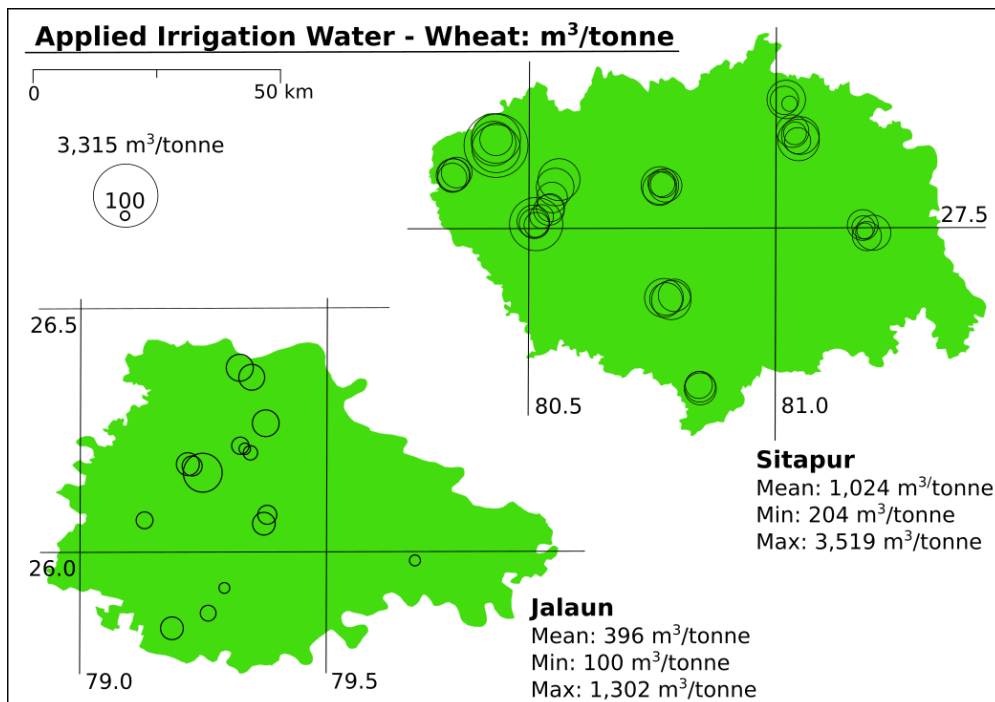 Applied Irrigation Water - Wheat: m³/tonne
0 50 km
3,315 m³/tonne
100
27.5
26.5
80.5 81.0
Sitapur
Mean: 1,024 m³/tonne
Min: 204 m³/tonne
Max: 3,519 m³/tonne
26.0
Jalaun
Mean: 396 m³/tonne
Min: 100 m³/tonne
Max: 1,302 m³/tonne
79.0 79.5